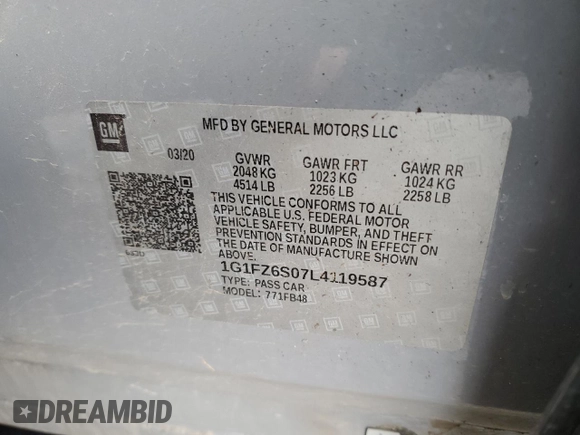 GM
MFD BY GENERAL MOTORS LLC
03/20
GVWR
2048 KG
4514 LB
GAWR FRT
1023 KG
2256 LB
GAWR RR
1024 KG
2258 LB
THIS VEHICLE CONFORMS TO ALL
APPLICABLE U.S. FEDERAL MOTOR
VEHICLE SAFETY, BUMPER, AND THEFT
PREVENTION STANDARDS IN EFFECT ON
THE DATE OF MANUFACTURE SHOWN
ABOVE.
1G1FZ6S07L4119587
TYPE: PASS CAR
MODEL: 771FB48
DREAMBID